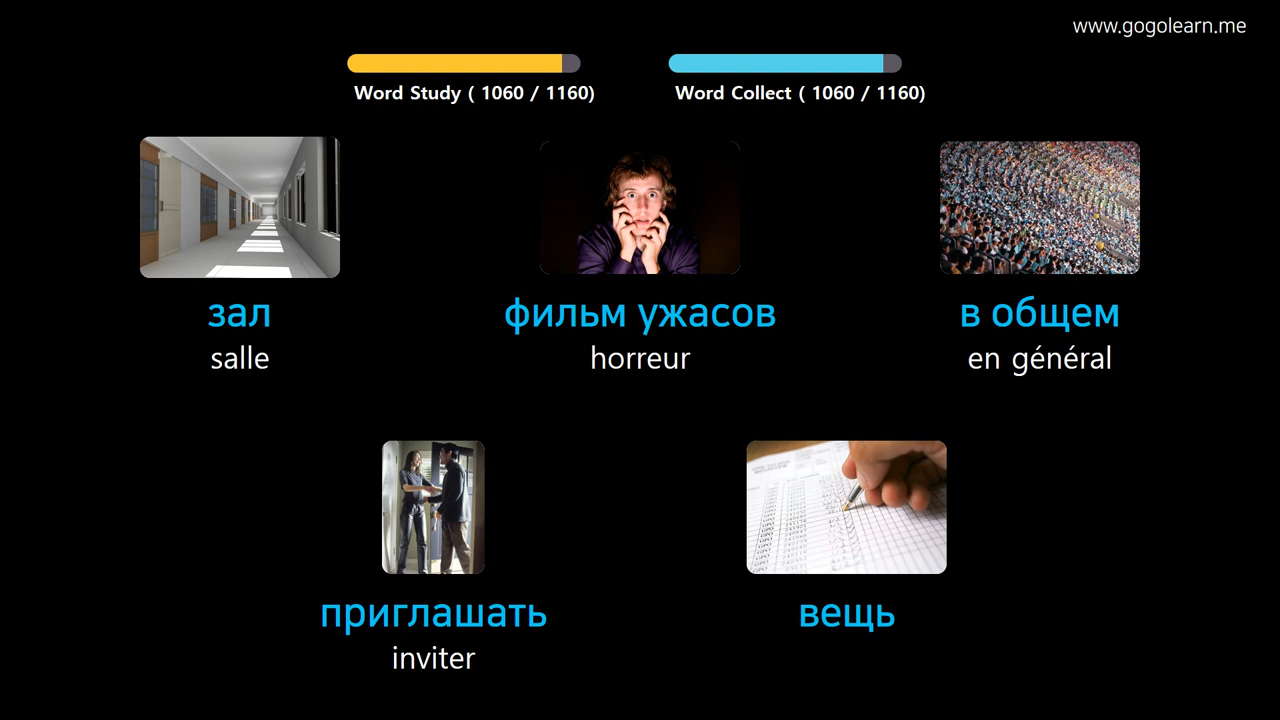 www.gogolearn.me
Word Study ( 1060 / 1160)
Word Collect ( 1060 / 1160)
зал
salle
фильм ужасов
horreur
в общем
en général
приглашать
inviter
вещь